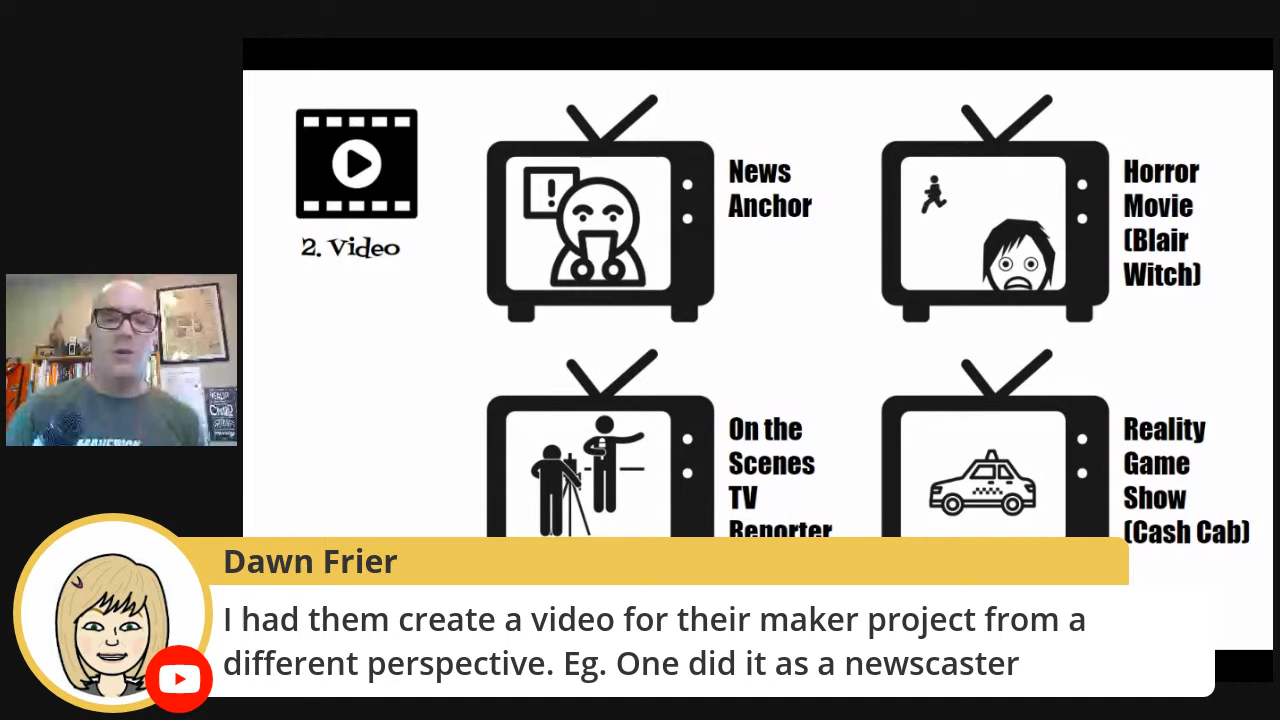 2. Video
!
News
Anchor
Horror
Movie
(Blair
Witch)
On the
Scenes
TV
Reporter
Reality
Game
Show
(Cash Cab)
Dawn Frier
I had them create a video for their maker project from a
different perspective. Eg. One did it as a newscaster